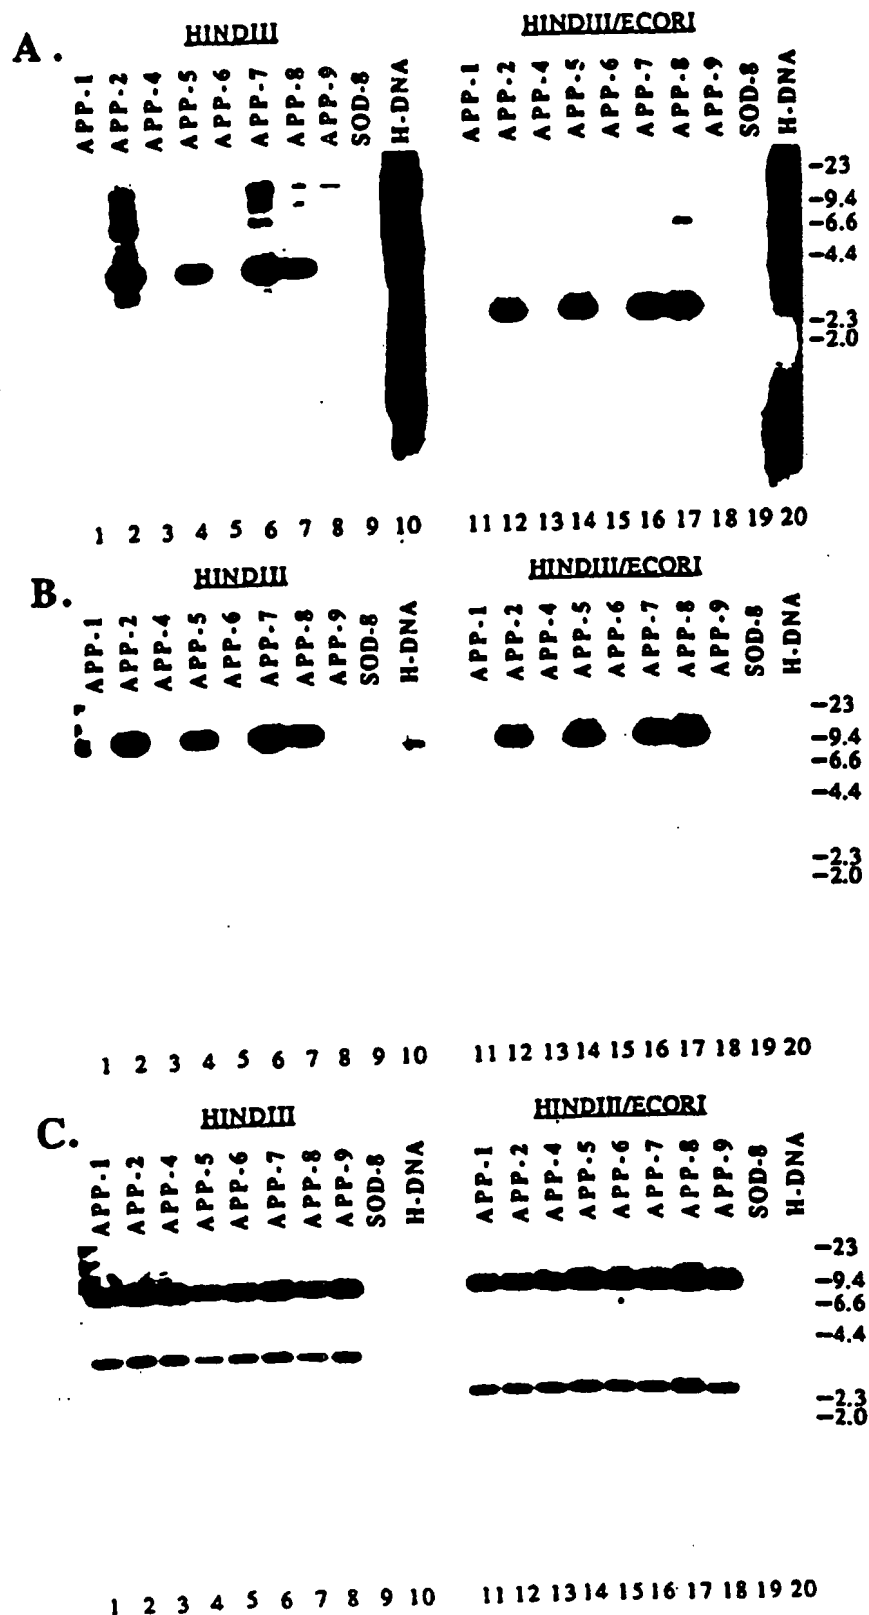 A.
HINDIII
HINDIII/ECORI
APP-1
APP-2
APP-4
APP-5
APP-6
APP-7
APP-8
APP-9
SOD-8
H-DNA
APP-1
APP-2
APP-4
APP-5
APP-6
APP-7
APP-8
APP-9
SOD-8
H-DNA
-23
-9.4
-6.6
-4.4
-2.3
-2.0
1 2 3 4 5 6 7 8 9 10
11 12 13 14 15 16 17 18 19 20
B.
HINDIII
HINDIII/ECORI
APP-1
APP-2
APP-4
APP-5
APP-6
APP-7
APP-8
APP-9
SOD-8
H-DNA
APP-1
APP-2
APP-4
APP-5
APP-6
APP-7
APP-8
APP-9
SOD-8
H-DNA
-23
-9.4
-6.6
-4.4
-2.3
-2.0
1 2 3 4 5 6 7 8 9 10
11 12 13 14 15 16 17 18 19 20
C.
HINDIII
HINDIII/ECORI
APP-1
APP-2
APP-4
APP-5
APP-6
APP-7
APP-8
APP-9
SOD-8
H-DNA
APP-1
APP-2
APP-4
APP-5
APP-6
APP-7
APP-8
APP-9
SOD-8
H-DNA
-23
-9.4
-6.6
-4.4
-2.3
-2.0
1 2 3 4 5 6 7 8 9 10
11 12 13 14 15 16 17 18 19 20